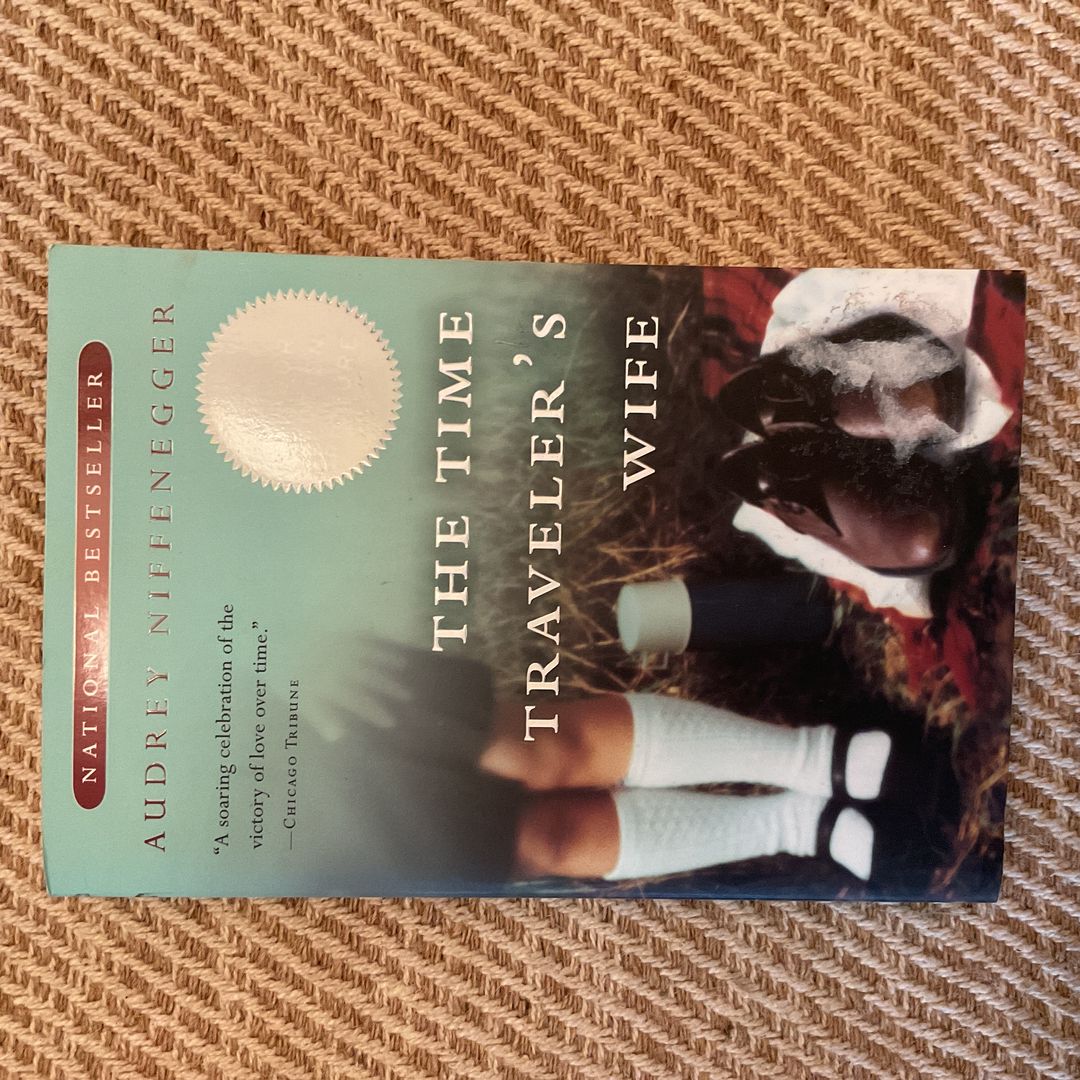 NATIONAL BESTSELLER
AUDREY NIFFENEGGER
“A soaring celebration of the
victory of love over time.”
—CHICAGO TRIBUNE
THE TIME
TRAVELER’S
WIFE